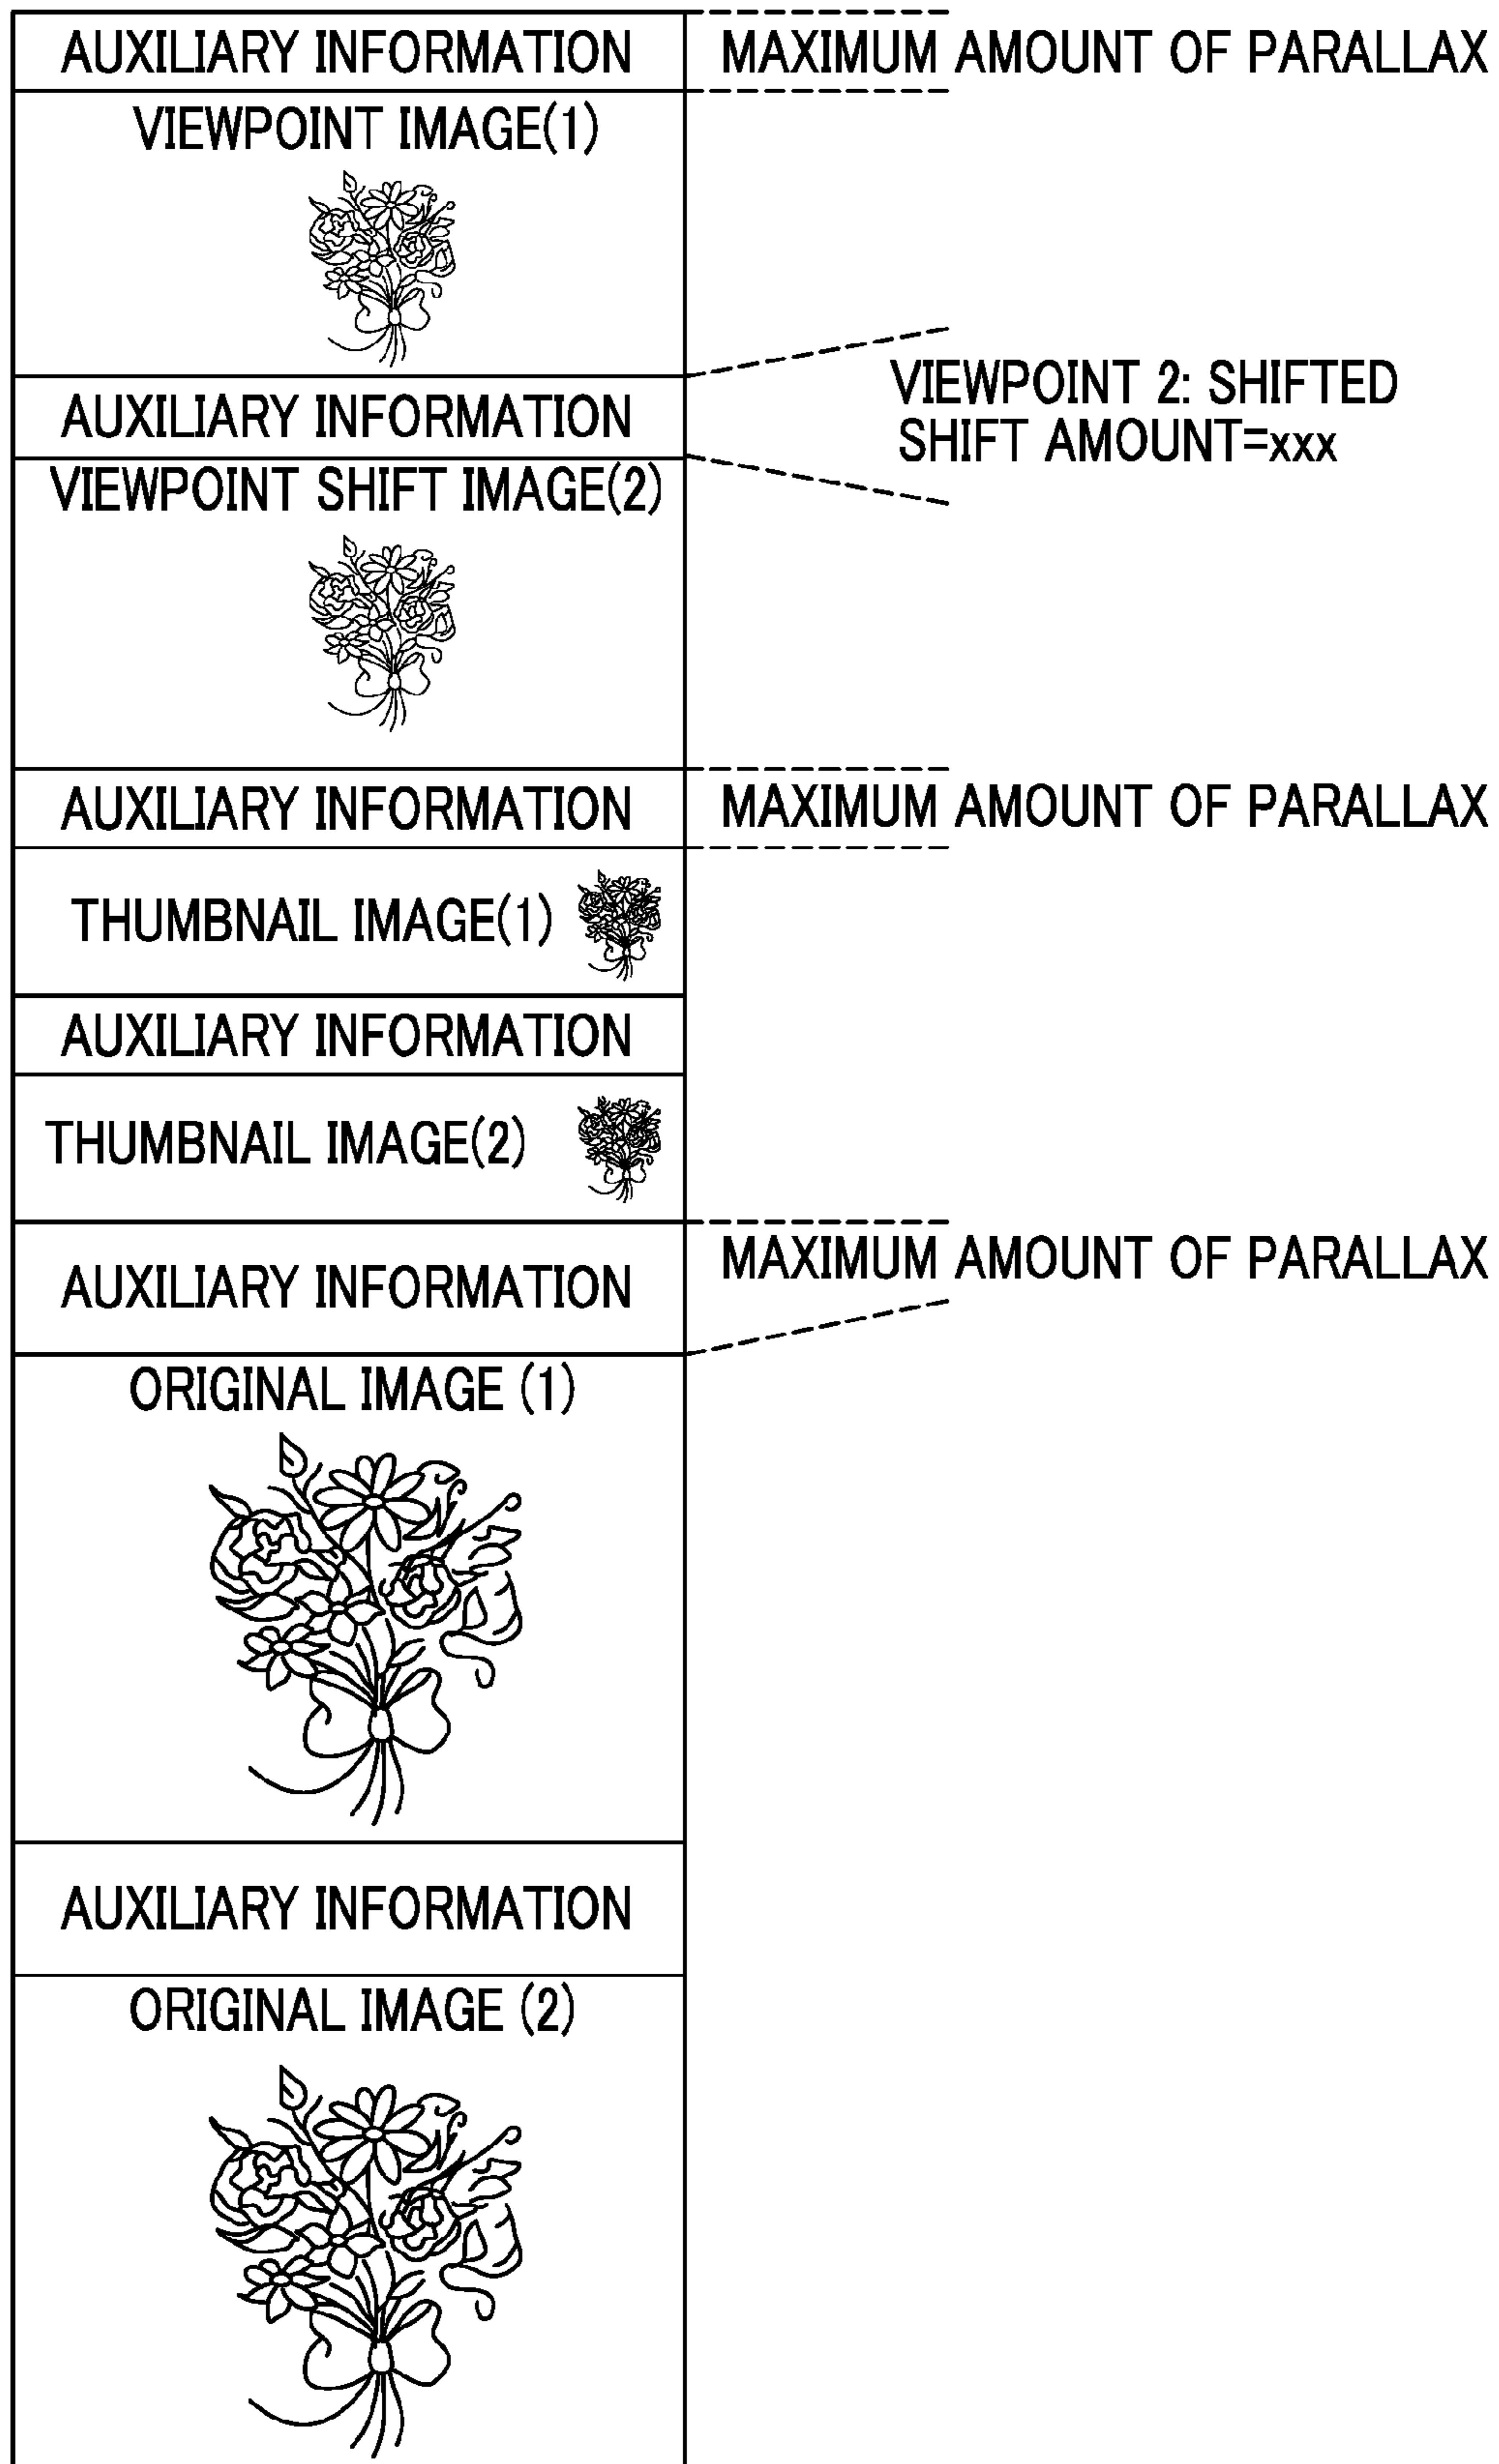 AUXILIARY INFORMATION
MAXIMUM AMOUNT OF PARALLAX
VIEWPOINT IMAGE(1)
AUXILIARY INFORMATION
VIEWPOINT 2: SHIFTED
SHIFT AMOUNT=xxx
VIEWPOINT SHIFT IMAGE(2)
AUXILIARY INFORMATION
MAXIMUM AMOUNT OF PARALLAX
THUMBNAIL IMAGE(1)
AUXILIARY INFORMATION
THUMBNAIL IMAGE(2)
AUXILIARY INFORMATION
MAXIMUM AMOUNT OF PARALLAX
ORIGINAL IMAGE (1)
AUXILIARY INFORMATION
ORIGINAL IMAGE (2)